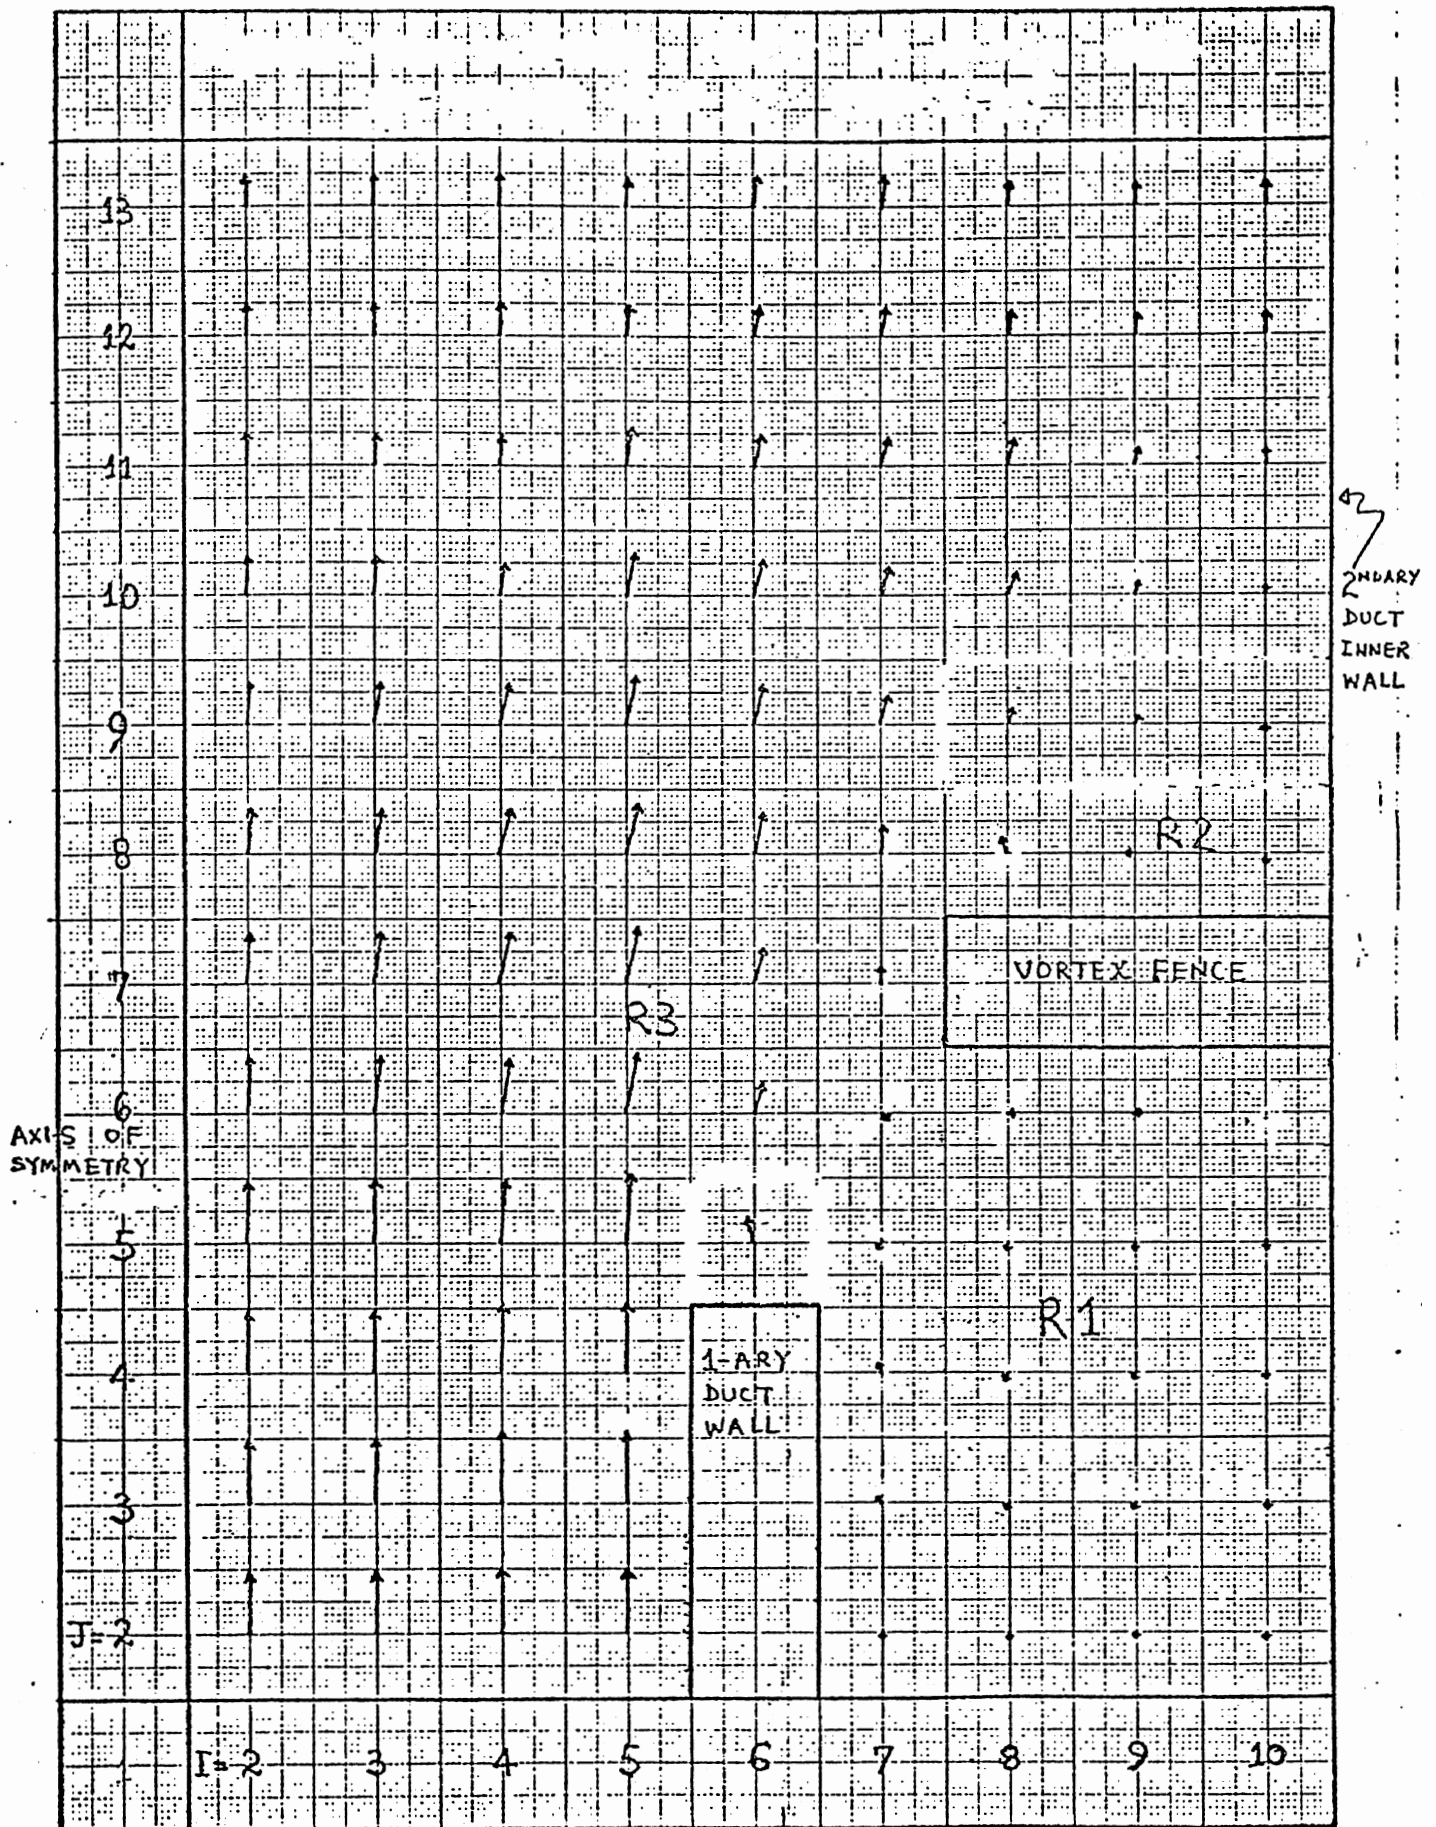 13
12
11
10
2NDARY
DUCT
INNER
WALL
9
8
R2
7
VORTEX FENCE
R3
6
AXIS OF
SYMMETRY
5
R1
4
1-ARY
DUCT
WALL
3
J=2
I=2 3 4 5 6 7 8 9 10